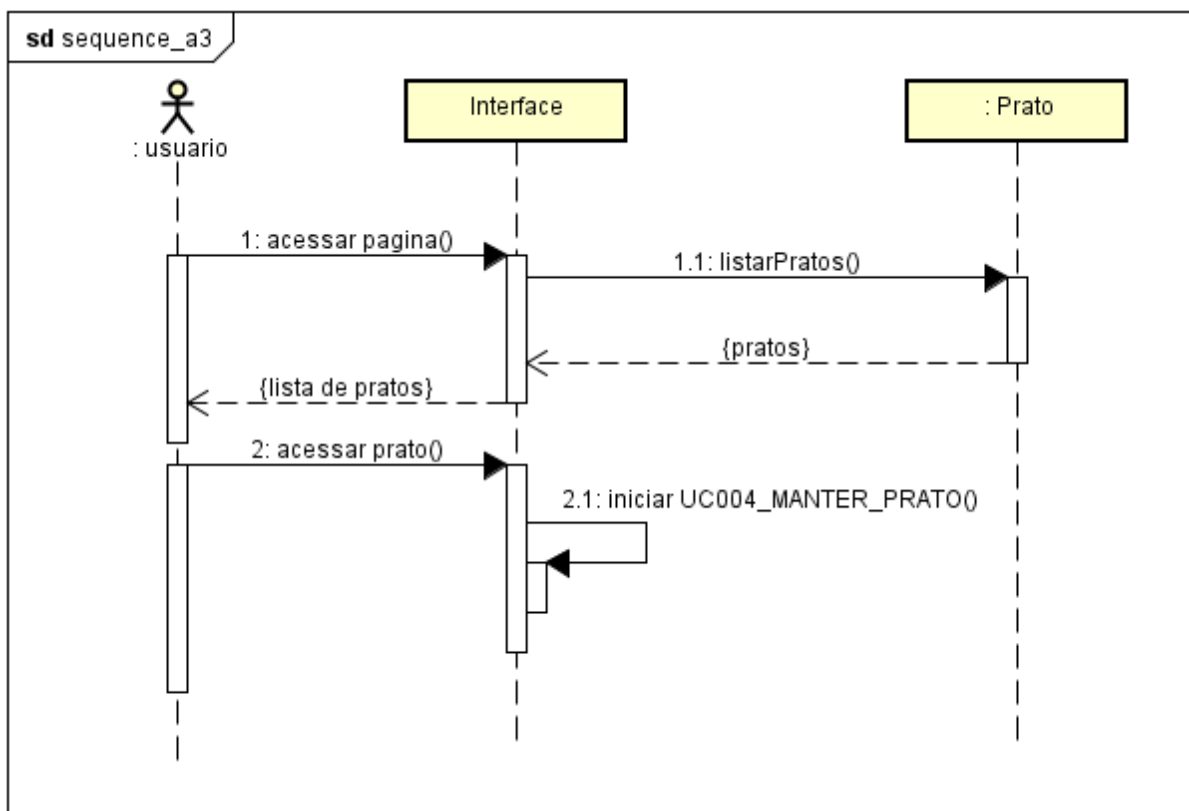 sd sequence_a3
: usuario
Interface
: Prato
1: acessar pagina()
1.1: listarPratos()
{pratos}
{lista de pratos}
2: acessar prato()
2.1: iniciar UC004_MANTER_PRATO()